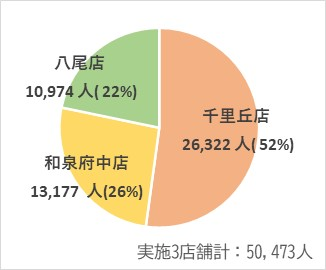 八尾店
10,974 人( 22%)
千里丘店
26,322 人( 52%)
和泉府中店
13,177 人(26%)
実施3店舗計：50,473人